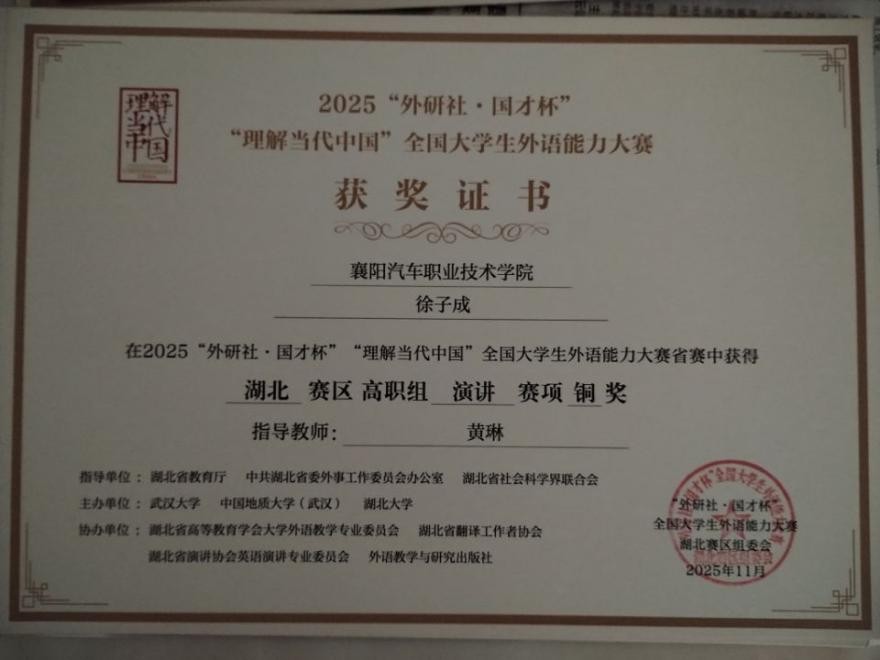 理解
当代
中国
2025“外研社·国才杯”
“理解当代中国”全国大学生外语能力大赛
获奖证书
襄阳汽车职业技术学院
徐子成
在2025“外研社·国才杯”“理解当代中国”全国大学生外语能力大赛省赛中获得
湖北 赛区 高职组 演讲 赛项 铜 奖
指导教师： 黄琳
指导单位： 湖北省教育厅 中共湖北省委外事工作委员会办公室 湖北省社会科学界联合会
主办单位： 武汉大学 中国地质大学（武汉） 湖北大学
协办单位： 湖北省高等教育学会大学外语教学专业委员会 湖北省翻译工作者协会
湖北省演讲协会英语演讲专业委员会 外语教学与研究出版社
“外研社·国才杯”
全国大学生外语能力大赛
湖北赛区组委会
2025年11月